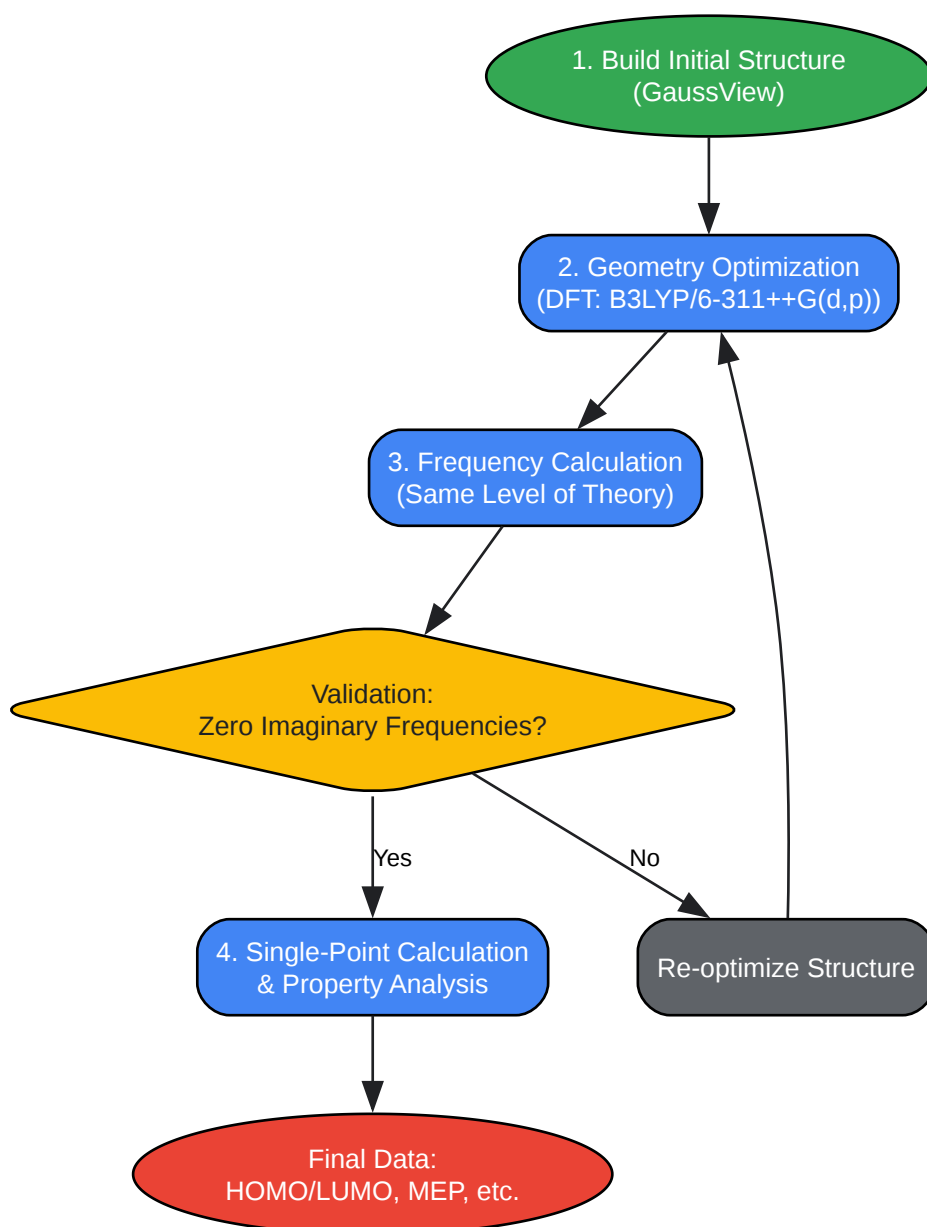 1. Build Initial Structure
(GaussView)
2. Geometry Optimization
(DFT: B3LYP/6-311++G(d,p))
3. Frequency Calculation
(Same Level of Theory)
Validation:
Zero Imaginary Frequencies?
Yes
No
4. Single-Point Calculation
& Property Analysis
Re-optimize Structure
Final Data:
HOMO/LUMO, MEP, etc.